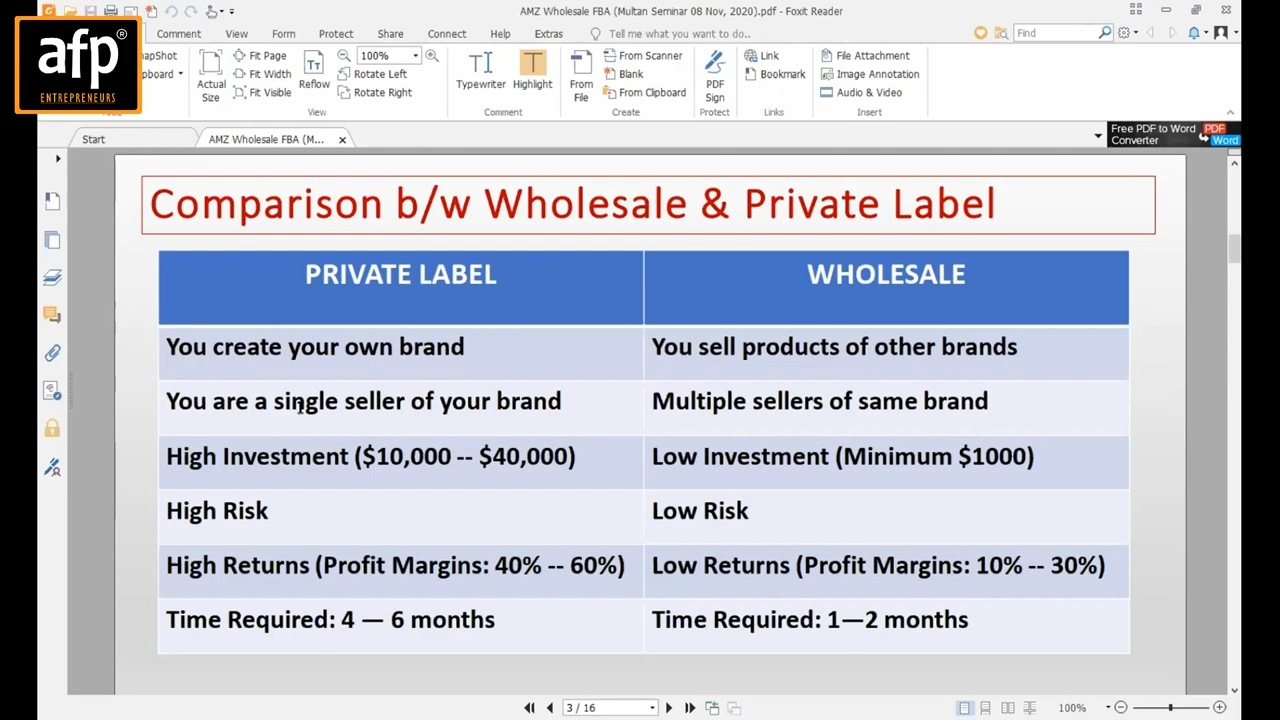 AMZ Wholesale FBA (Multan Seminar 08 Nov, 2020).pdf - Foxit Reader
afp®
ENTREPRENEURS
Comment View Form Protect Share Connect Help Extras Tell me what you want to do.. Find
Fit Page
100%
From Scanner
Link
File Attachment
Fit Width
Rotate Left
Blank
Bookmark
Image Annotation
Fit Visible
Rotate Right
From Clipboard
Audio & Video
Actual Size
Reflow
Typewriter
Highlight
From File
PDF Sign
View Comment Create Protect Links Insert
Start
AMZ Wholesale FBA (M...
Free PDF to Word Converter
PDF
Word
Comparison b/w Wholesale & Private Label
PRIVATE LABEL WHOLESALE
You create your own brand You sell products of other brands
You are a single seller of your brand Multiple sellers of same brand
High Investment ($10,000 -- $40,000) Low Investment (Minimum $1000)
High Risk Low Risk
High Returns (Profit Margins: 40% -- 60%) Low Returns (Profit Margins: 10% -- 30%)
Time Required: 4 — 6 months Time Required: 1—2 months
3 / 16
100%